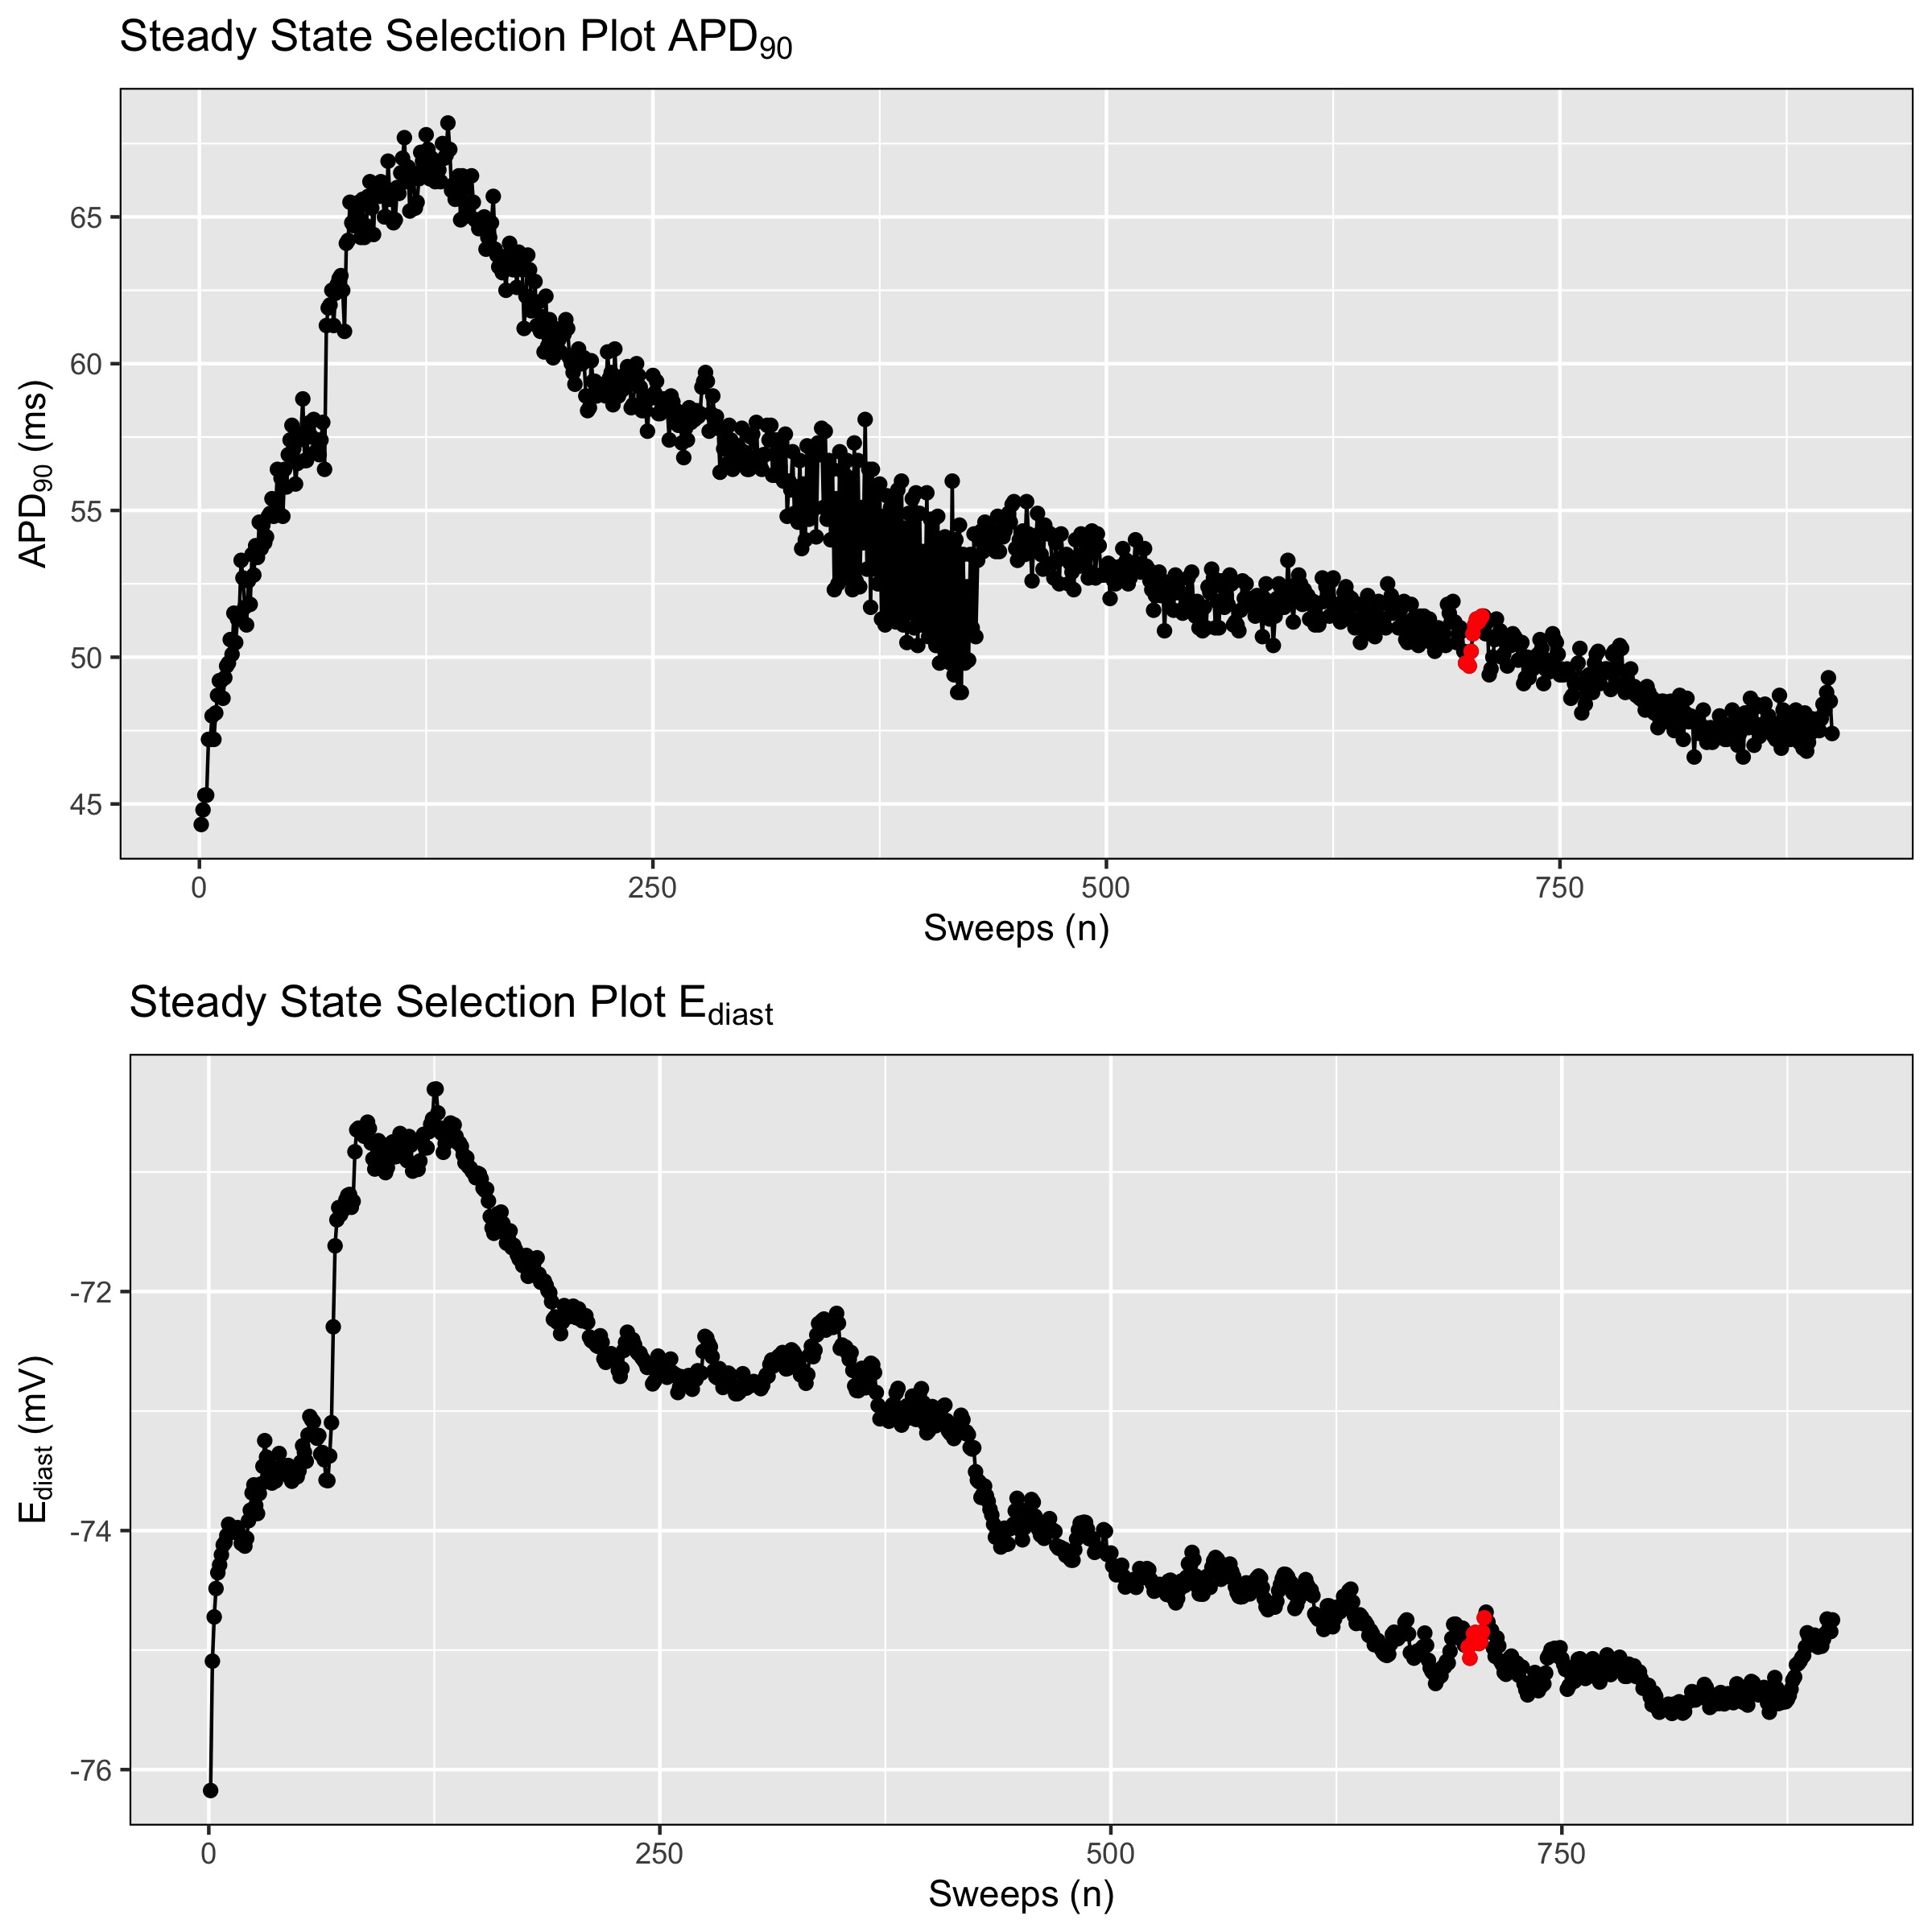 Steady State Selection Plot APD90
65
60
55
50
45
APD90 (ms)
0 250 500 750
Sweeps (n)
Steady State Selection Plot Ediast
-72
-74
-76
Ediast (mV)
0 250 500 750
Sweeps (n)